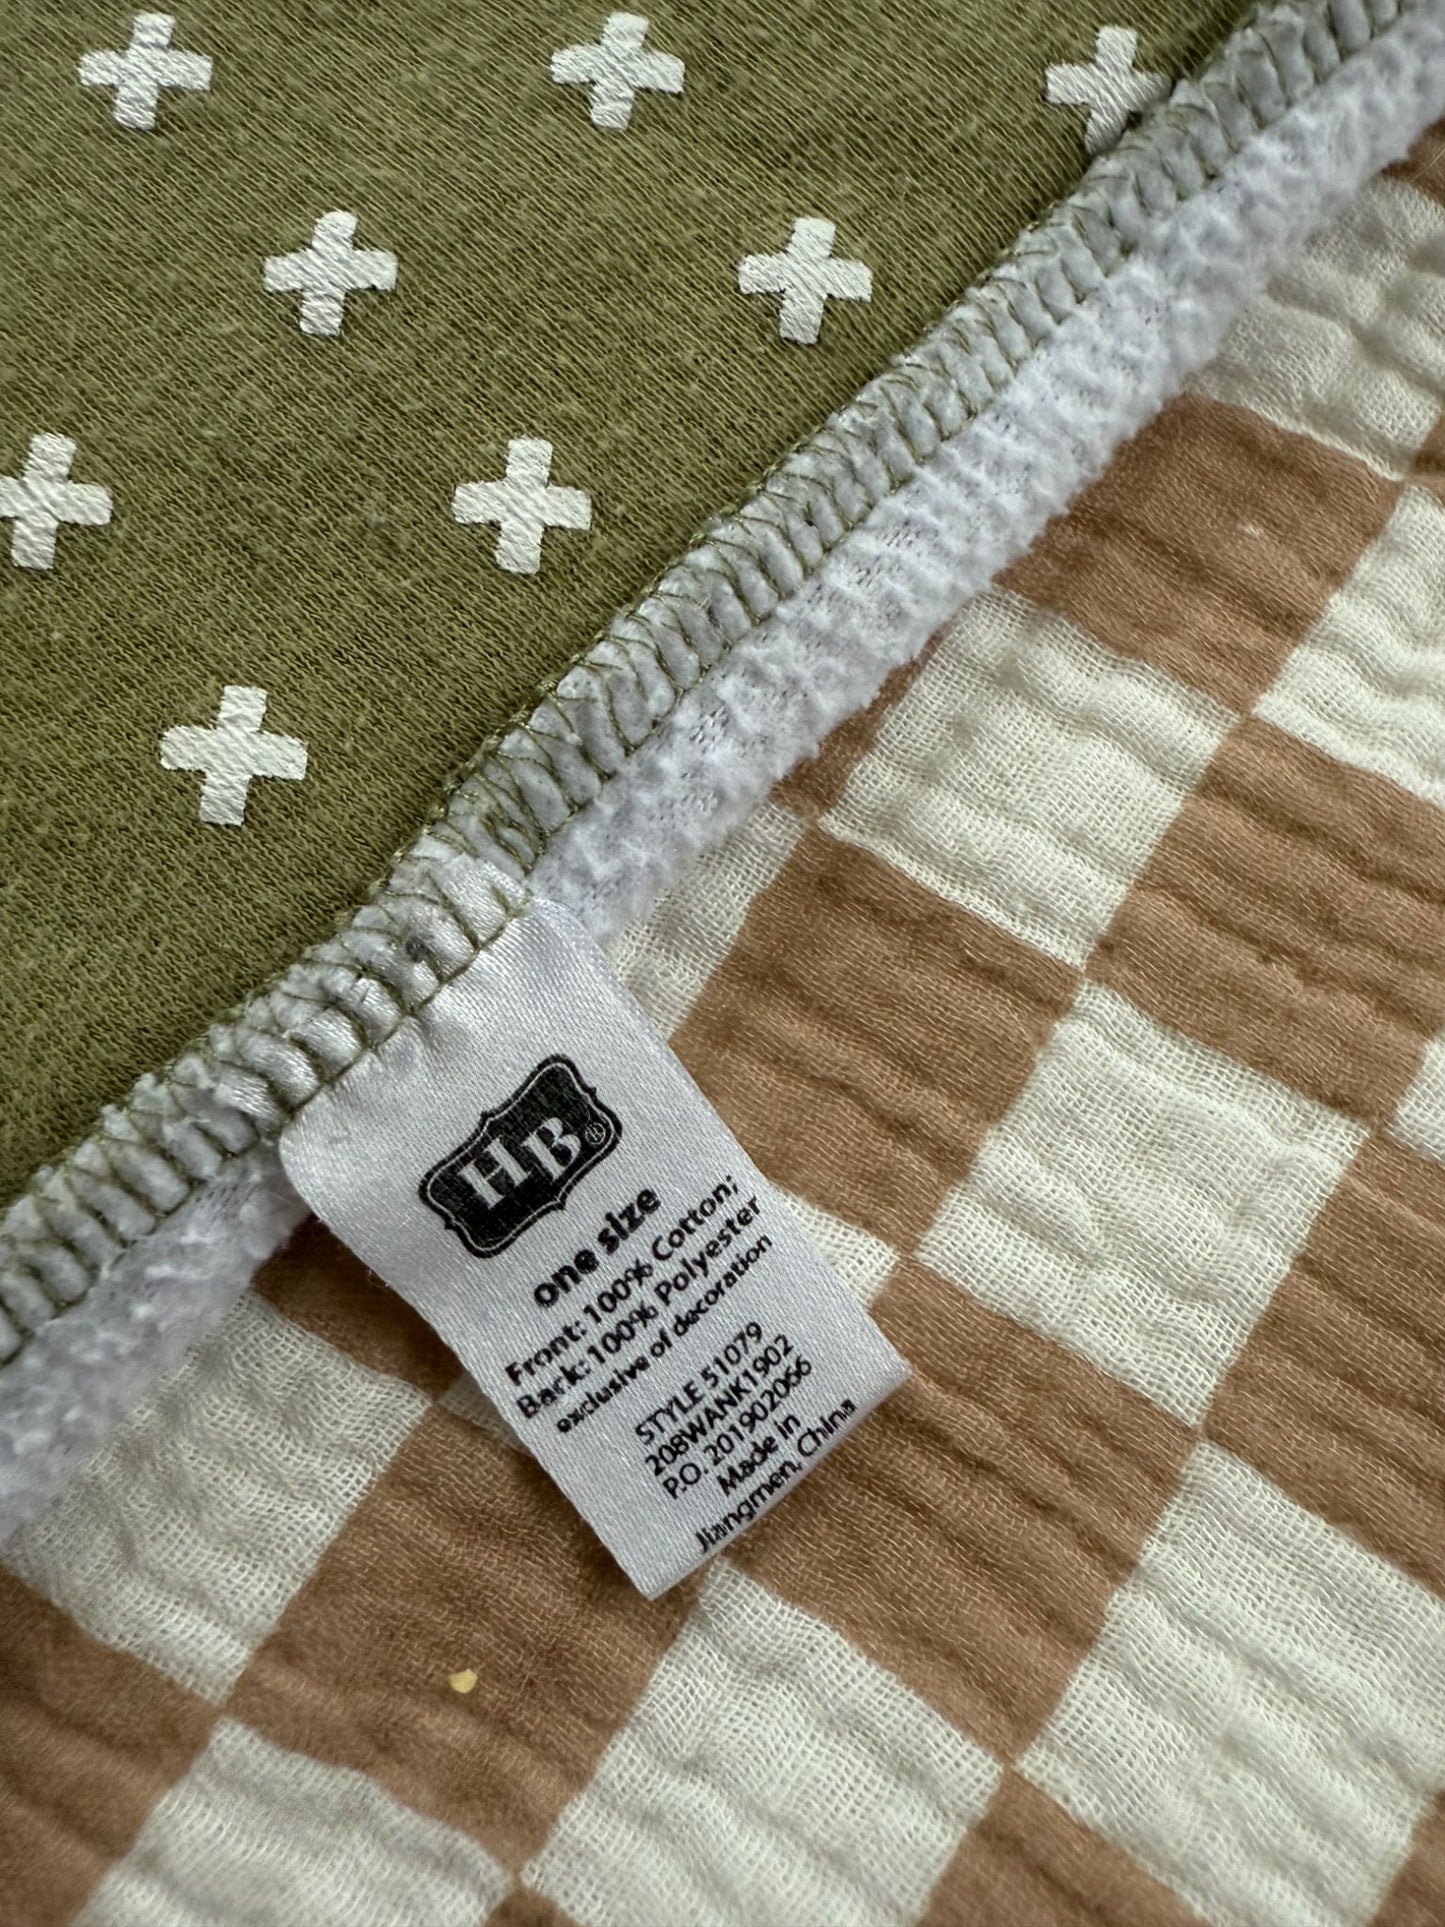 HB®
one size
Front: 100% Cotton;
Back: 100% Polyester
exclusive of decoration
STYLE 51079
208WANK1902
P.O. 201902066
Made in
Jiangmen, China